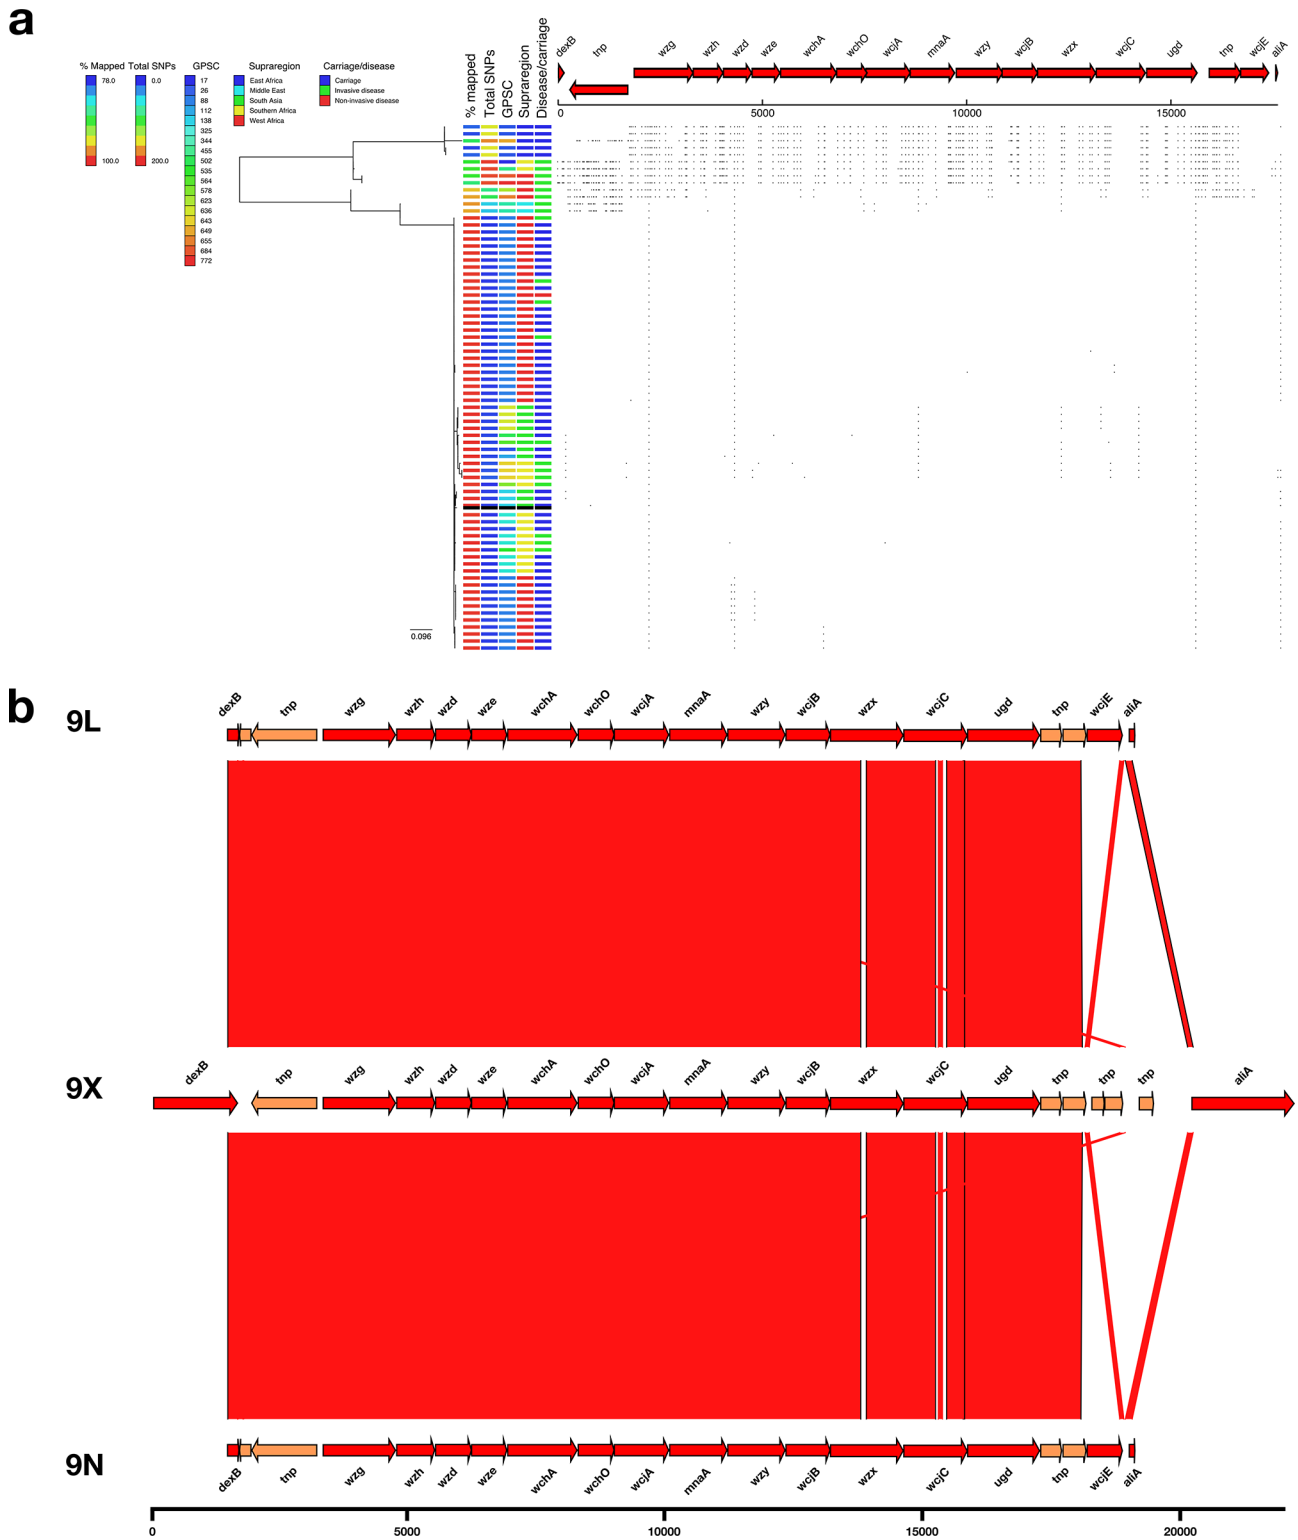 a
dexB tnp wzg wzh wzd wze wchA wchO wcjA mnaA wzy wcjB wzx wcjC ugd tnp wcjE aliA
0 5000 10000 15000
% mapped Total SNPs GPSC Supraregion Disease/carriage
% Mapped
78.0
100.0
Total SNPs
0.0
200.0
GPSC
17
26
88
112
138
325
344
455
502
535
564
578
623
636
643
649
655
684
772
Supraregion
East Africa
Middle East
South Asia
Southern Africa
West Africa
Carriage/disease
Carriage
Invasive disease
Non-invasive disease
0.096
b
9L
dexB tnp wzg wzh wzd wze wchA wchO wcjA mnaA wzy wcjB wzx wcjC ugd tnp wcjE aliA
9X
dexB tnp wzg wzh wzd wze wchA wchO wcjA mnaA wzy wcjB wzx wcjC ugd tnp tnp tnp aliA
9N
dexB tnp wzg wzh wzd wze wchA wchO wcjA mnaA wzy wcjB wzx wcjC ugd tnp wcjE aliA
0 5000 10000 15000 20000